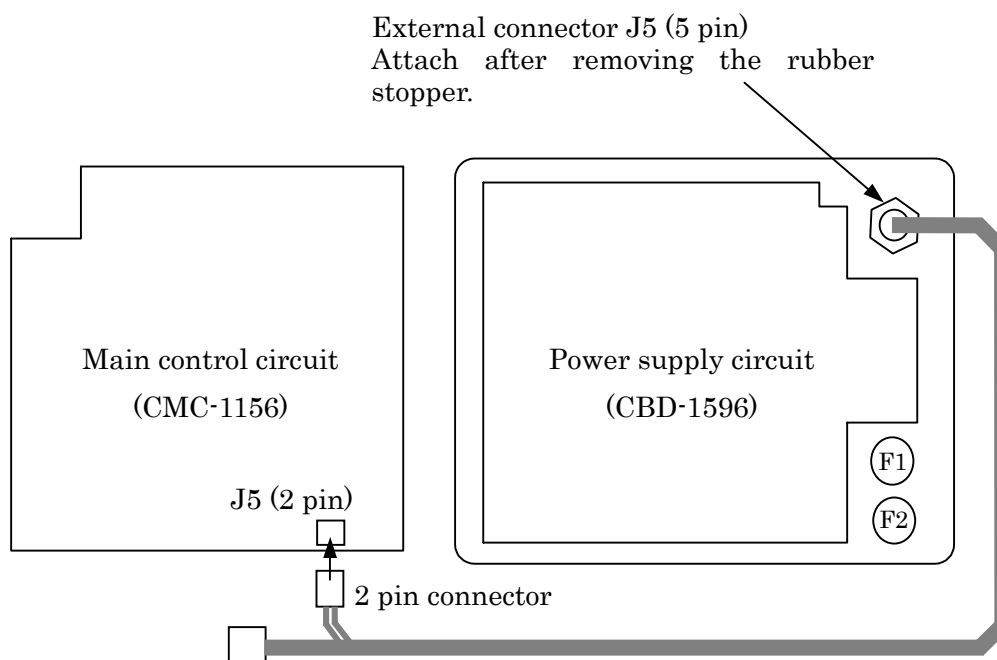 External connector J5 (5 pin)
Attach after removing the rubber
stopper.
Main control circuit
(CMC-1156)
Power supply circuit
(CBD-1596)
F1
J5 (2 pin)
F2
2 pin connector